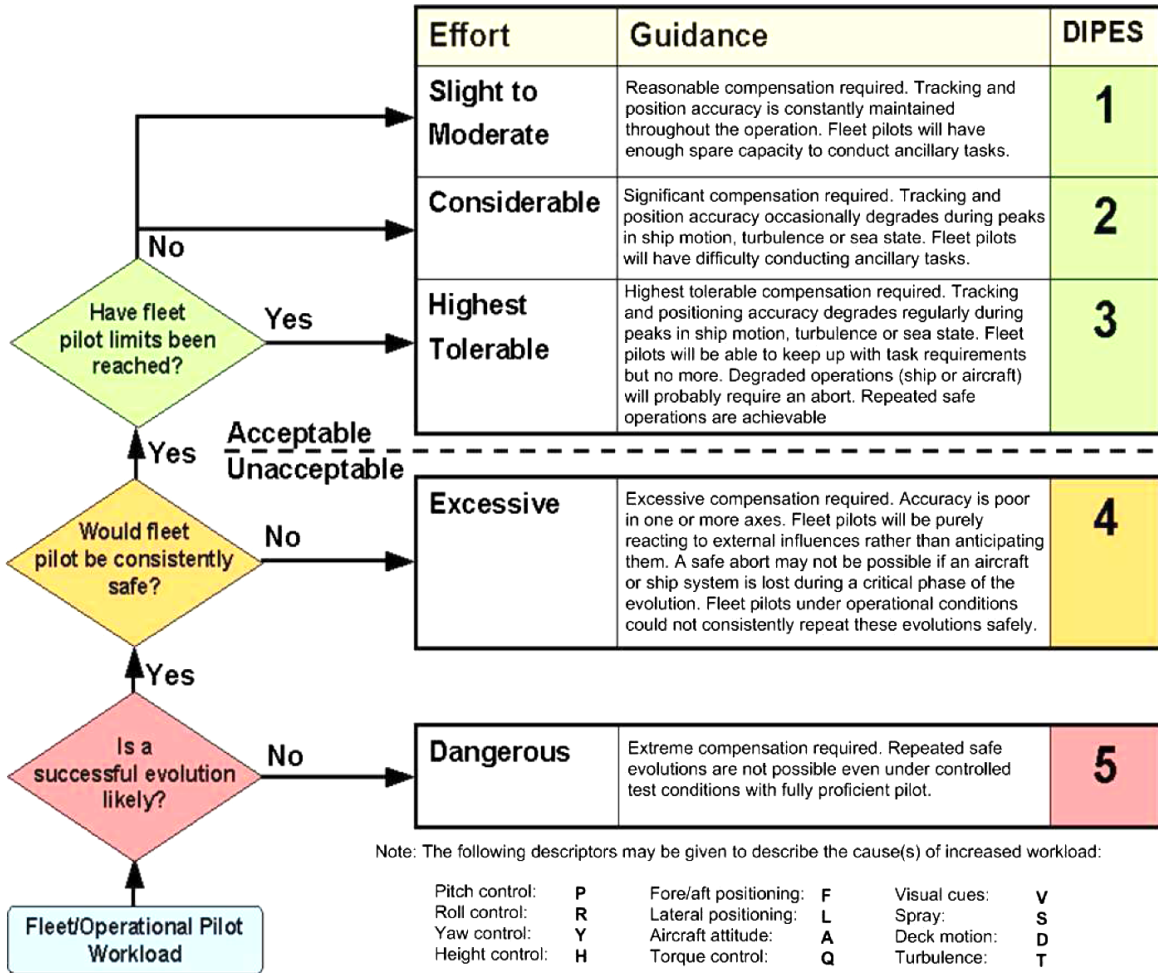 Effort Guidance DIPES
Slight to
Moderate
Reasonable compensation required. Tracking and
position accuracy is constantly maintained
throughout the operation. Fleet pilots will have
enough spare capacity to conduct ancillary tasks.
1
Considerable
Significant compensation required. Tracking and
position accuracy occasionally degrades during peaks
in ship motion, turbulence or sea state. Fleet pilots
will have difficulty conducting ancillary tasks.
2
No
Have fleet
pilot limits been
reached?
Yes
Highest
Tolerable
Highest tolerable compensation required. Tracking
and positioning accuracy degrades regularly during
peaks in ship motion, turbulence or sea state. Fleet
pilots will be able to keep up with task requirements
but no more. Degraded operations (ship or aircraft)
will probably require an abort. Repeated safe
operations are achievable
3
Yes
Acceptable
Unacceptable
Would fleet
pilot be consistently
safe?
No
Excessive
Excessive compensation required. Accuracy is poor
in one or more axes. Fleet pilots will be purely
reacting to external influences rather than anticipating
them. A safe abort may not be possible if an aircraft
or ship system is lost during a critical phase of the
evolution. Fleet pilots under operational conditions
could not consistently repeat these evolutions safely.
4
Yes
Is a
successful evolution
likely?
No
Dangerous
Extreme compensation required. Repeated safe
evolutions are not possible even under controlled
test conditions with fully proficient pilot.
5
Fleet/Operational Pilot
Workload
Note: The following descriptors may be given to describe the cause(s) of increased workload:
Pitch control: P Fore/aft positioning: F Visual cues: V
Roll control: R Lateral positioning: L Spray: S
Yaw control: Y Aircraft attitude: A Deck motion: D
Height control: H Torque control: Q Turbulence: T